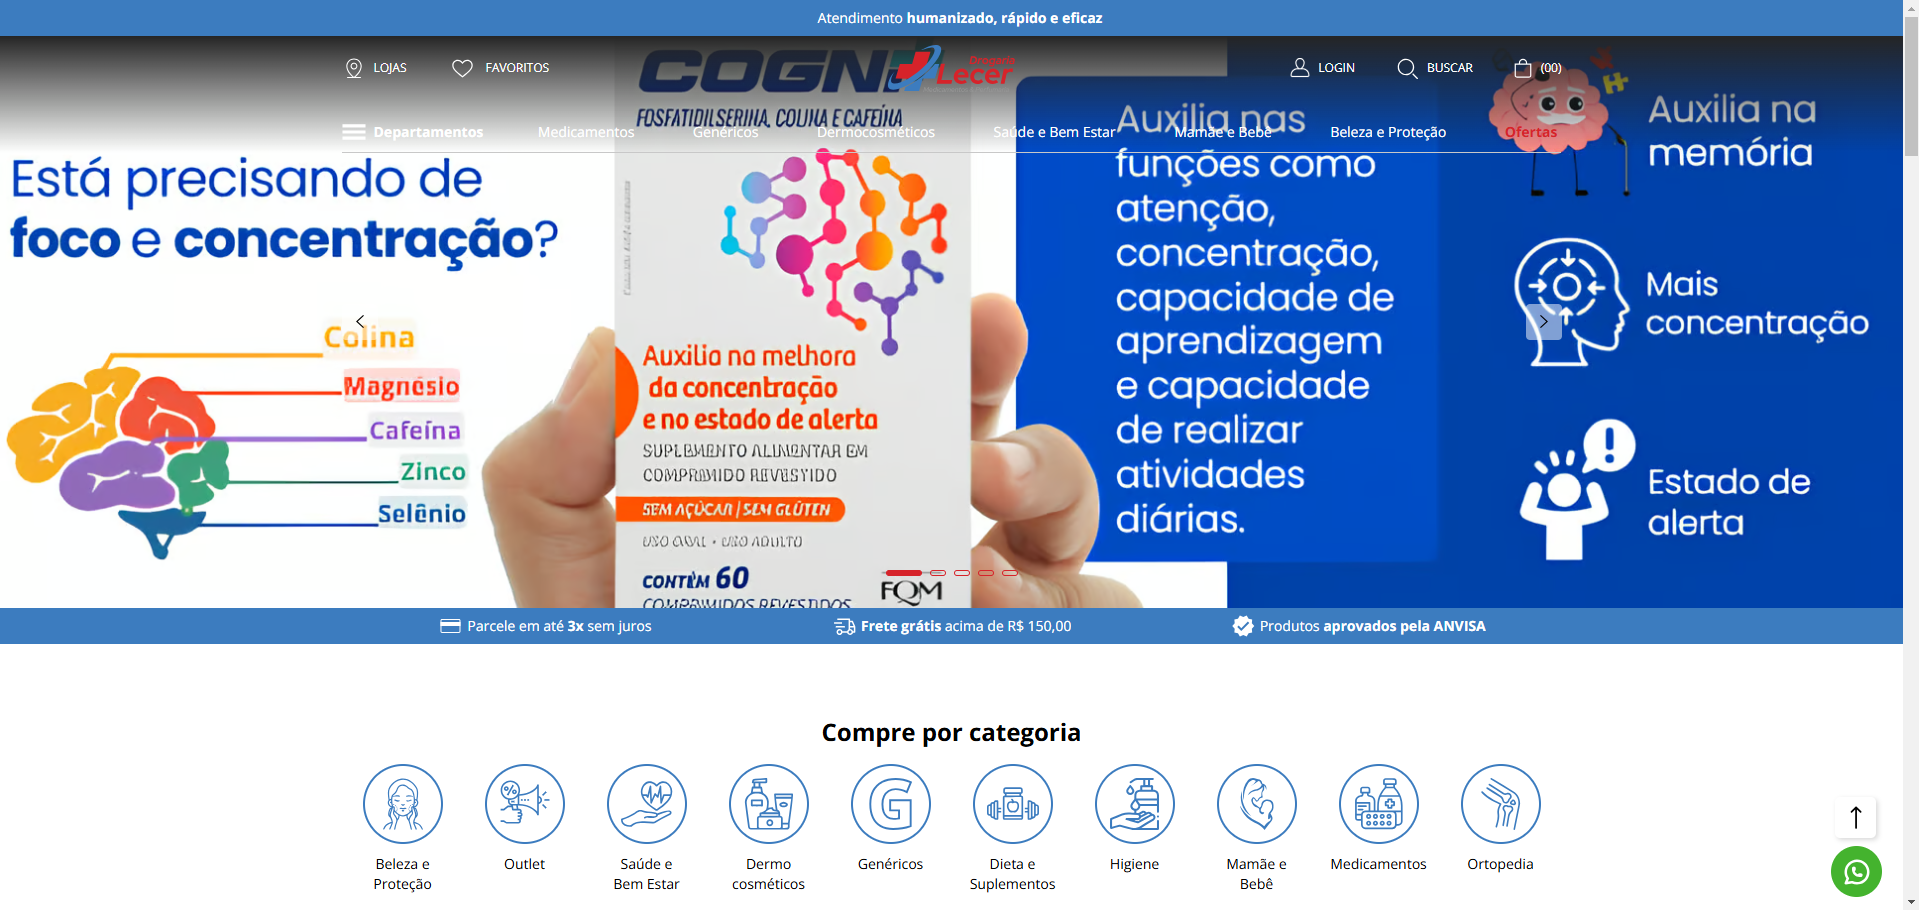 Atendimento humanizado, rápido e eficaz
LOJAS
FAVORITOS
Drogaria
Lecer
LOGIN
BUSCAR
(00)
Departamentos
Medicamentos
Genéricos
Dermocosméticos
Saúde e Bem Estar
Mamãe e Bebê
Beleza e Proteção
Ofertas
Está precisando de
foco e concentração?
Colina
Magnésio
Cafeína
Zinco
Selênio
COGNI
FOSFATIDILSERINA, COLINA E CAFEÍNA
Auxilia na melhora
da concentração
e no estado de alerta
SUPLEMENTO ALIMENTAR EM
COMPRIMIDO REVESTIDO
SEM AÇÚCAR | SEM GLÚTEN
USO ORAL • USO ADULTO
CONTÉM 60
COMPRIMIDOS REVESTIDOS
FQM
Auxilia nas
funções como
atenção,
concentração,
capacidade de
aprendizagem
e capacidade
de realizar
atividades
diárias.
Auxilia na
memória
Mais
concentração
Estado de
alerta
Parcele em até 3x sem juros
Frete grátis acima de R$ 150,00
Produtos aprovados pela ANVISA
Compre por categoria
Beleza e
Proteção
Outlet
Saúde e
Bem Estar
Dermo
cosméticos
Genéricos
Dieta e
Suplementos
Higiene
Mamãe e
Bebê
Medicamentos
Ortopedia